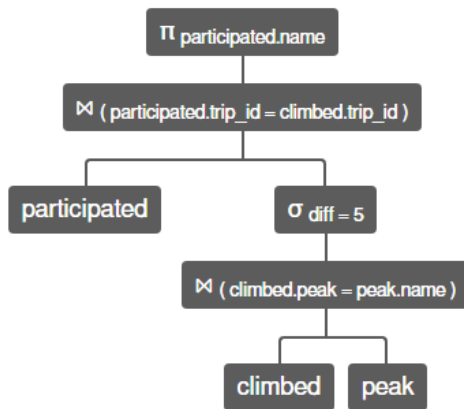 π participated.name
⋈ ( participated.trip_id = climbed.trip_id )
participated
σ diff = 5
⋈ ( climbed.peak = peak.name )
climbed
peak